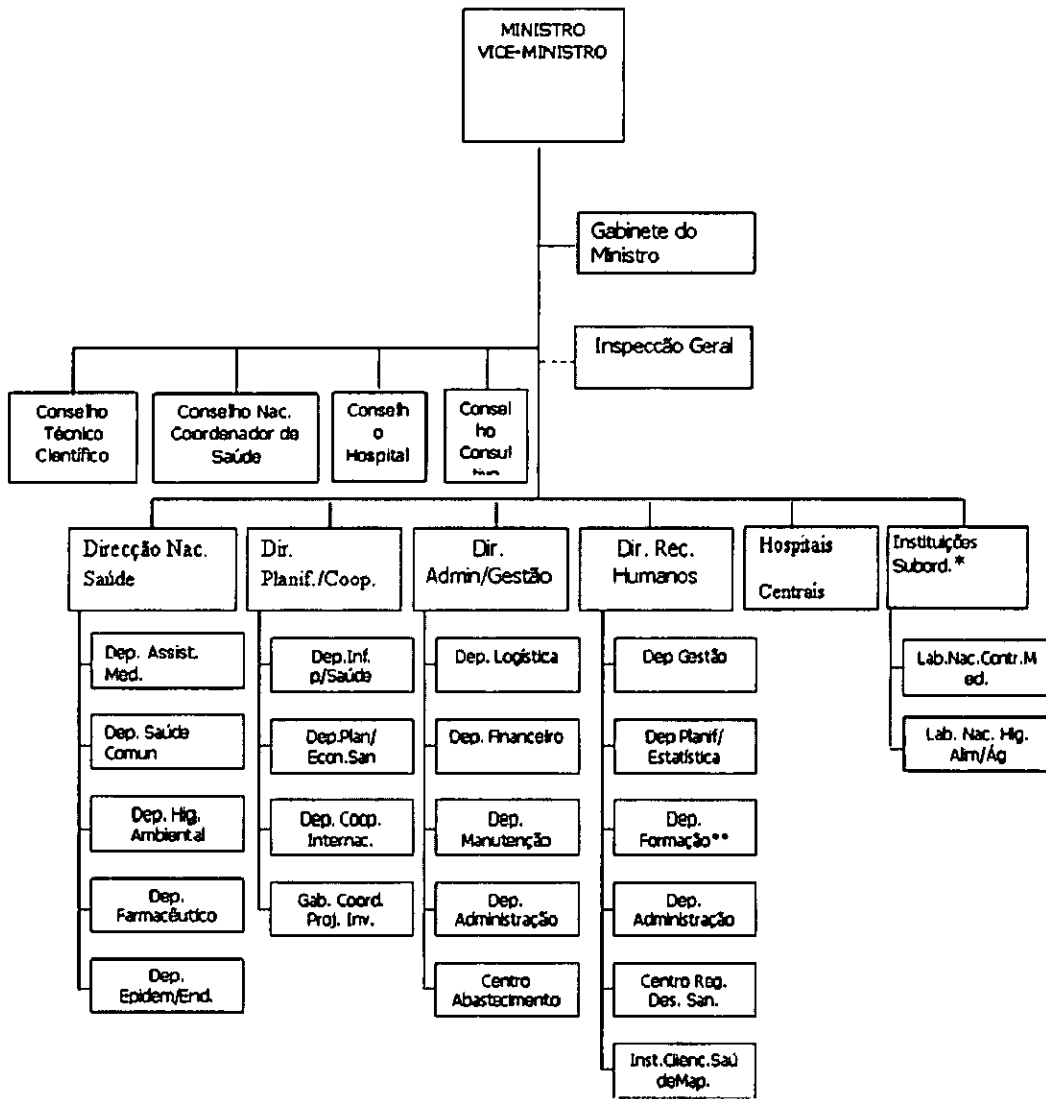 MINISTRO
VICE-MINISTRO
Gabinete do
Ministro
Inspecção Geral
Conselho
Técnico
Científico
Conselho Nac.
Coordenador de
Saúde
Conselh
o
Hospital
Consel
ho
Consul
Direcção Nac.
Saúde
Dir.
Planif./Coop.
Dir.
Admin/Gestão
Dir. Rec.
Humanos
Hospitais
Centrais
Instituições
Subord.*
Dep. Assist.
Med.
Dep. Saúde
Comun
Dep. Hig.
Ambiental
Dep.
Farmacêutico
Dep.
Epidem/End.
Dep.Inf.
p/Saúde
Dep.Plan/
Econ.San
Dep. Coop.
Internac.
Gab. Coord.
Proj. Inv.
Dep. Logística
Dep. Financeiro
Dep.
Manutenção
Dep.
Administração
Centro
Abastecimento
Dep Gestão
Dep Planif/
Estatística
Dep.
Formação**
Dep.
Administração
Centro Reg.
Des. San.
Inst.Cienc.Saú
deMap.
Lab.Nac.Contr.M
ed.
Lab. Nac. Hig.
Alim/Ág